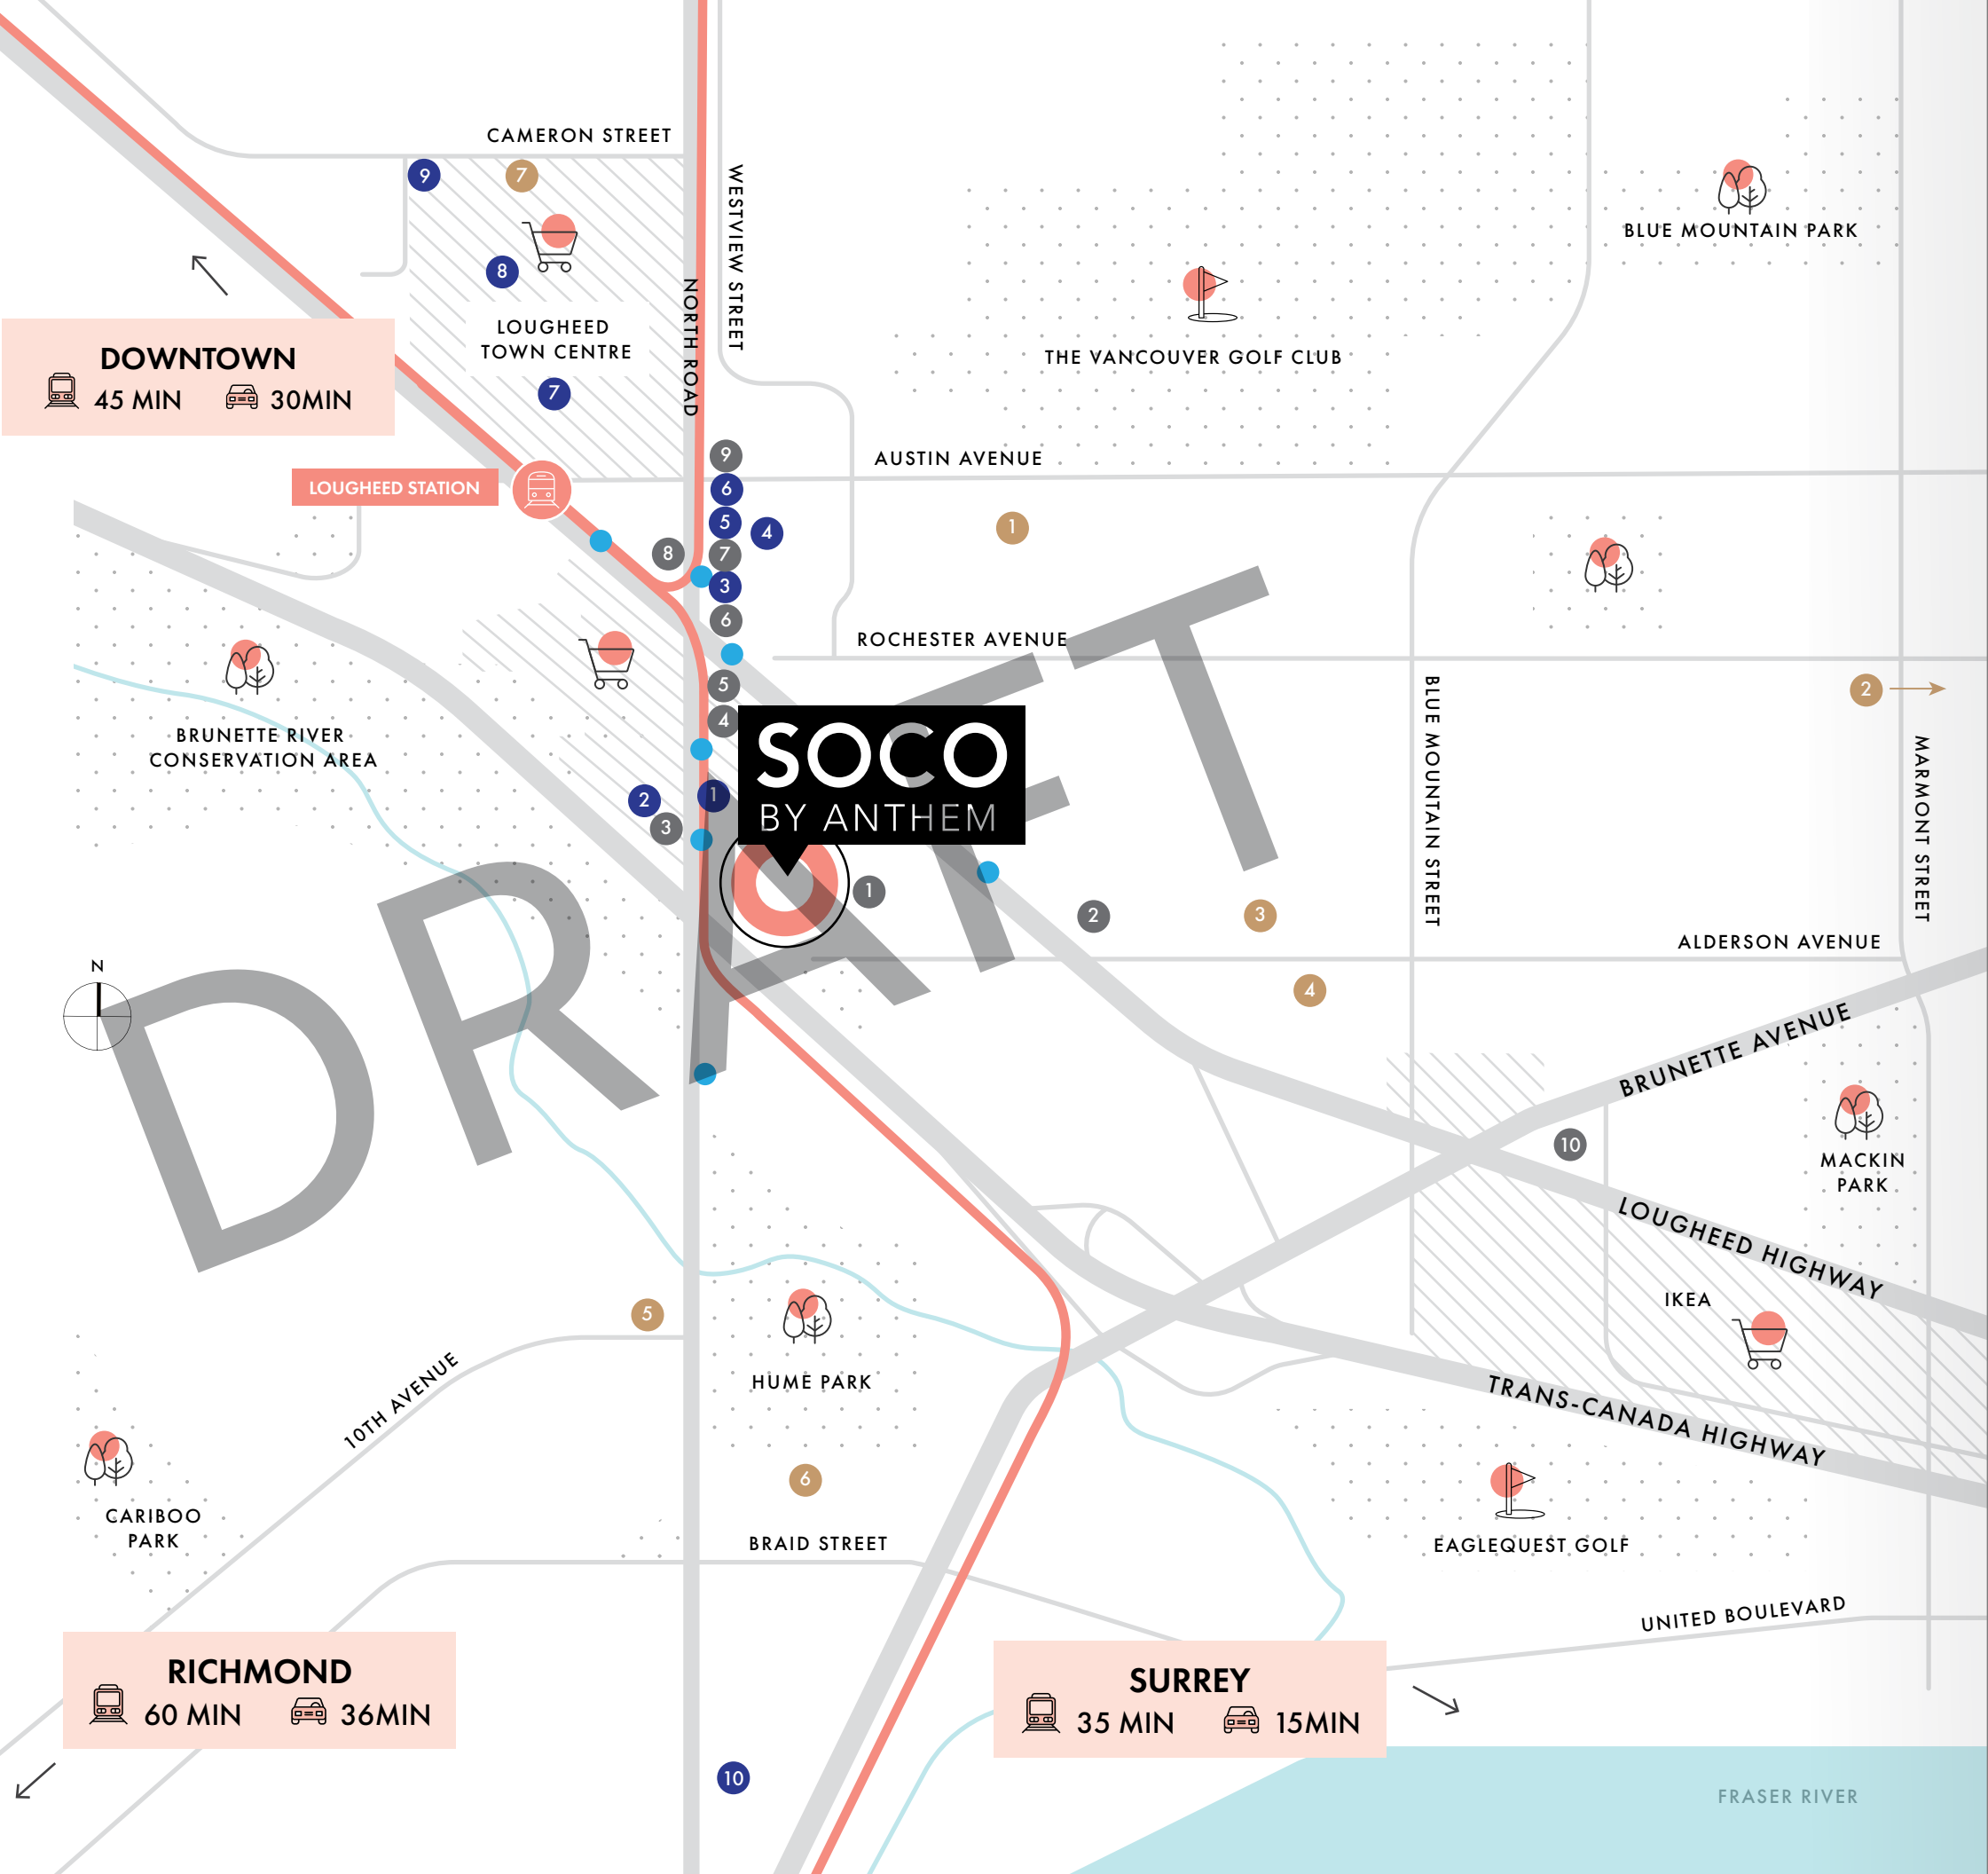 CAMERON STREET
9
7
WESTVIEW STREET
BLUE MOUNTAIN PARK
8
NORTH ROAD
LOUGHEED
TOWN CENTRE
THE VANCOUVER GOLF CLUB
DOWNTOWN
45 MIN
30MIN
7
9
AUSTIN AVENUE
LOUGHEED STATION
6
5
4
1
8
7
3
6
ROCHESTER AVENUE
5
2
4
BRUNETTE RIVER
CONSERVATION AREA
SOCO
BY ANTHEM
BLUE MOUNTAIN STREET
MARMONT STREET
2
1
3
1
2
3
ALDERSON AVENUE
N
4
DRAFT
BRUNETTE AVENUE
10
MACKIN
PARK
LOUGHEED HIGHWAY
IKEA
5
HUME PARK
10TH AVENUE
TRANS-CANADA HIGHWAY
6
CARIBOO
PARK
BRAID STREET
EAGLEQUEST GOLF
UNITED BOULEVARD
RICHMOND
60 MIN
36MIN
SURREY
35 MIN
15MIN
10
FRASER RIVER